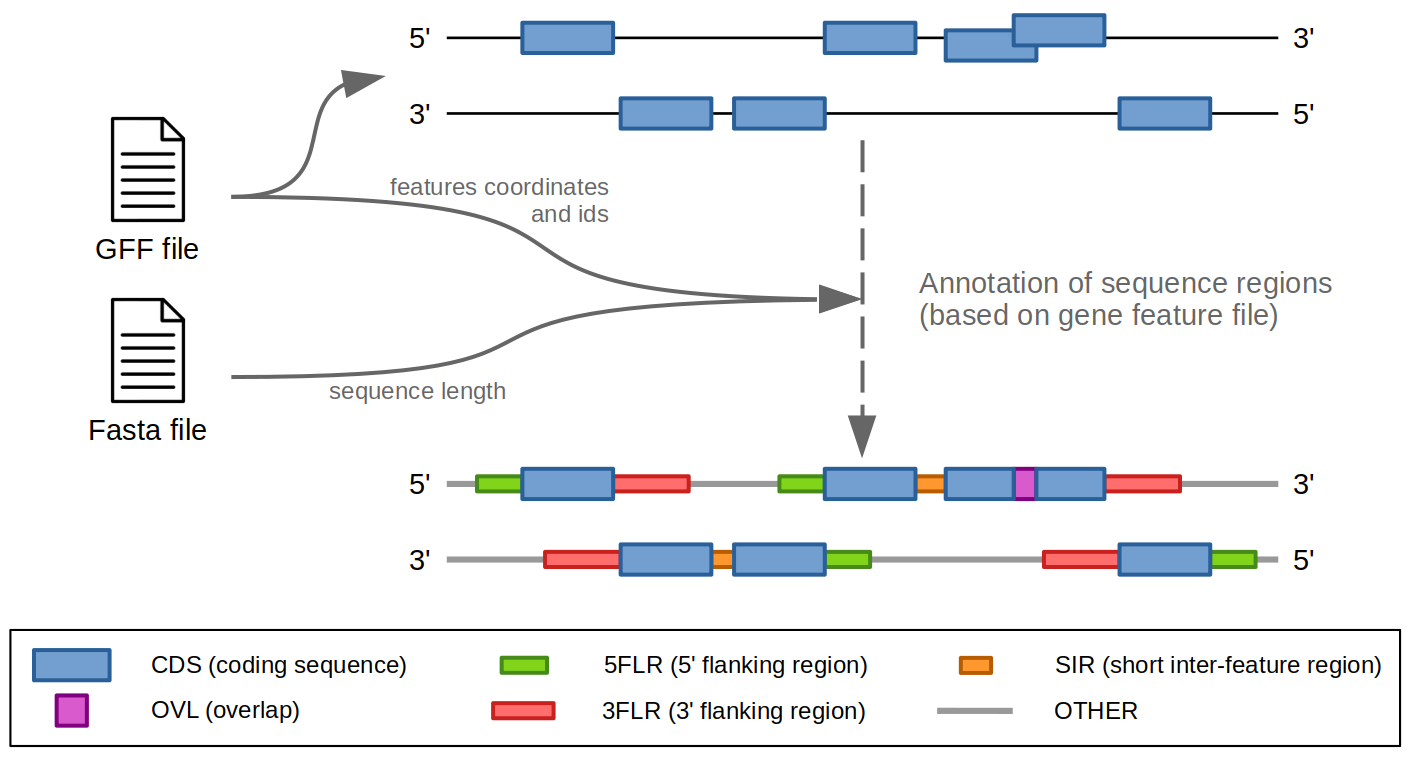 5'
3'
3'
5'
features coordinates
and ids
GFF file
Annotation of sequence regions
(based on gene feature file)
sequence length
Fasta file
5'
3'
3'
5'
CDS (coding sequence)
5FLR (5' flanking region)
SIR (short inter-feature region)
OVL (overlap)
3FLR (3' flanking region)
OTHER